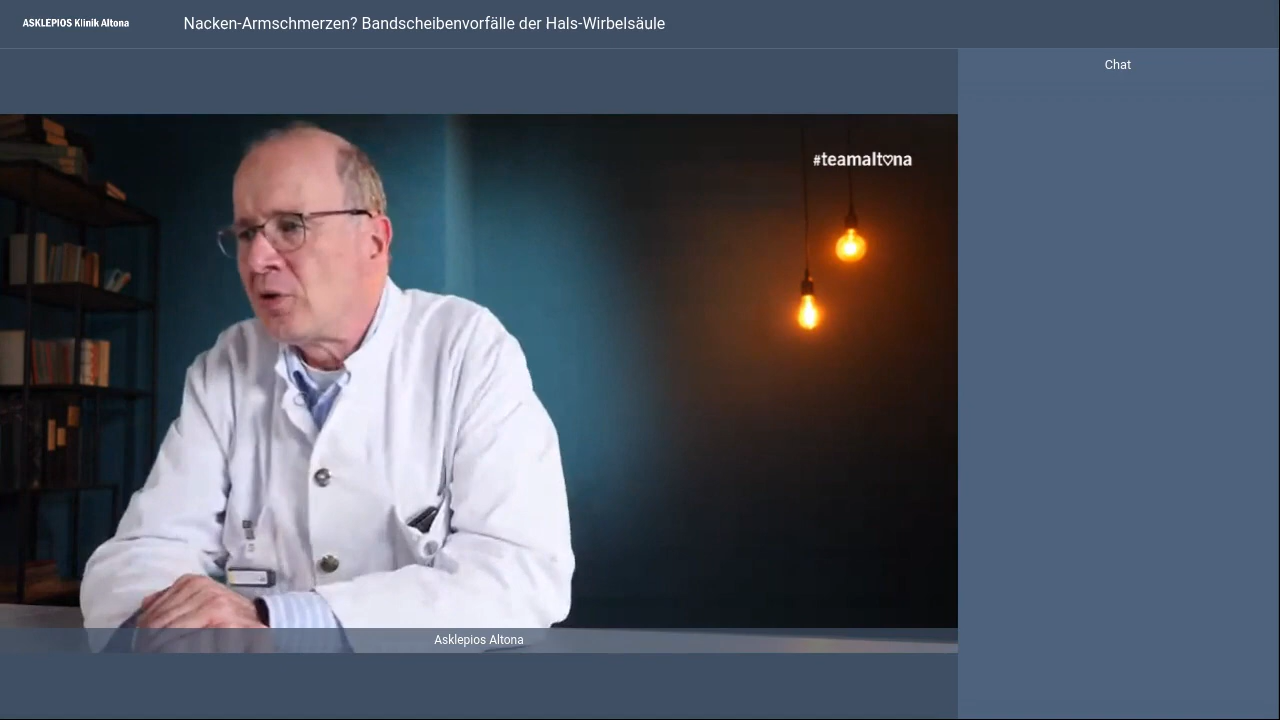 ASKLEPIOS Klinik Altona
Nacken-Armschmerzen? Bandscheibenvorfälle der Hals-Wirbelsäule
Chat
#teamaltona
Asklepios Altona